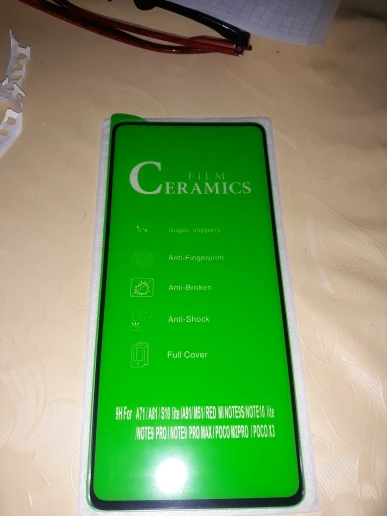 FILM
CERAMICS
Super slippery
Anti-Fingerprint
Anti-Broken
Anti-Shock
Full Cover
9H For A71/A81/S10 lite/A91/M51/RED MI NOTE9S/NOTE10 lite
/NOTE9 PRO/NOTE9 PRO MAX/POCO M2PRO /POCO X3